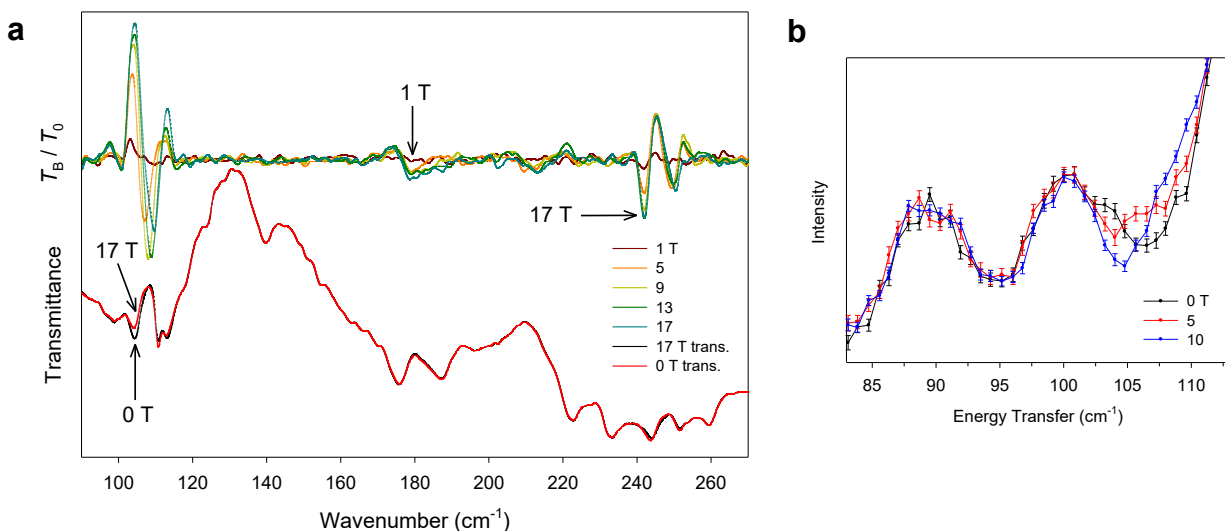 a
T_B / T_0
Transmittance
1 T
17 T
17 T
0 T
1 T
5
9
13
17
17 T trans.
0 T trans.
100 120 140 160 180 200 220 240 260
Wavenumber (cm⁻¹)
b
Intensity
0 T
5
10
85 90 95 100 105 110
Energy Transfer (cm⁻¹)